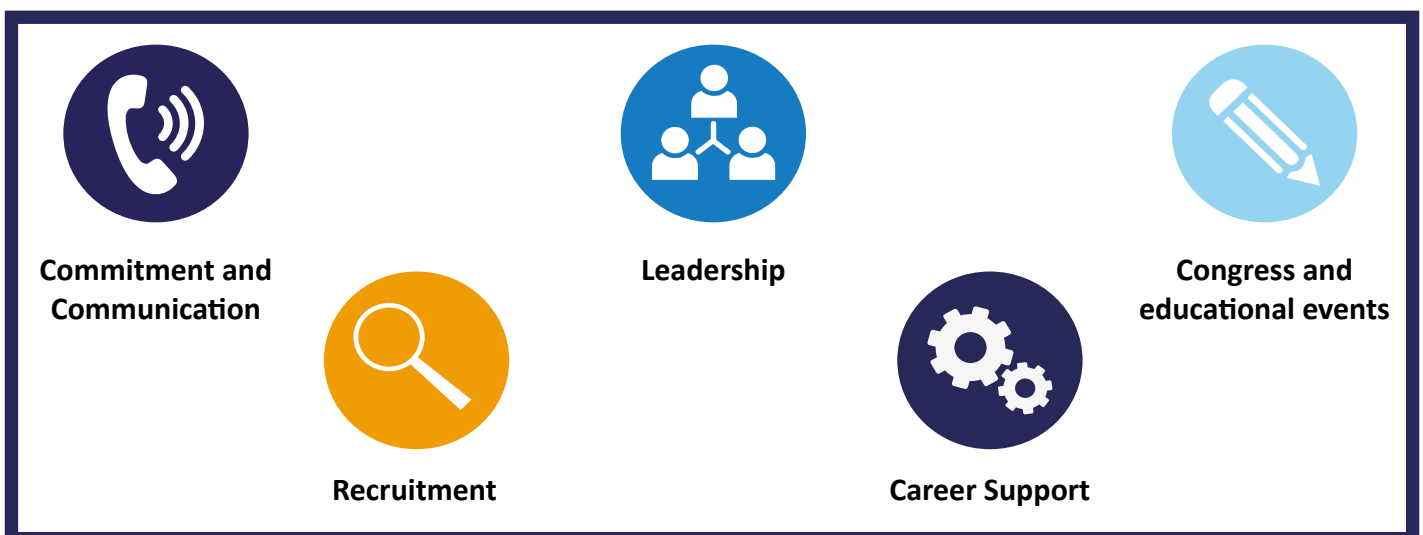 Commitment and
Communication
Recruitment
Leadership
Career Support
Congress and
educational events